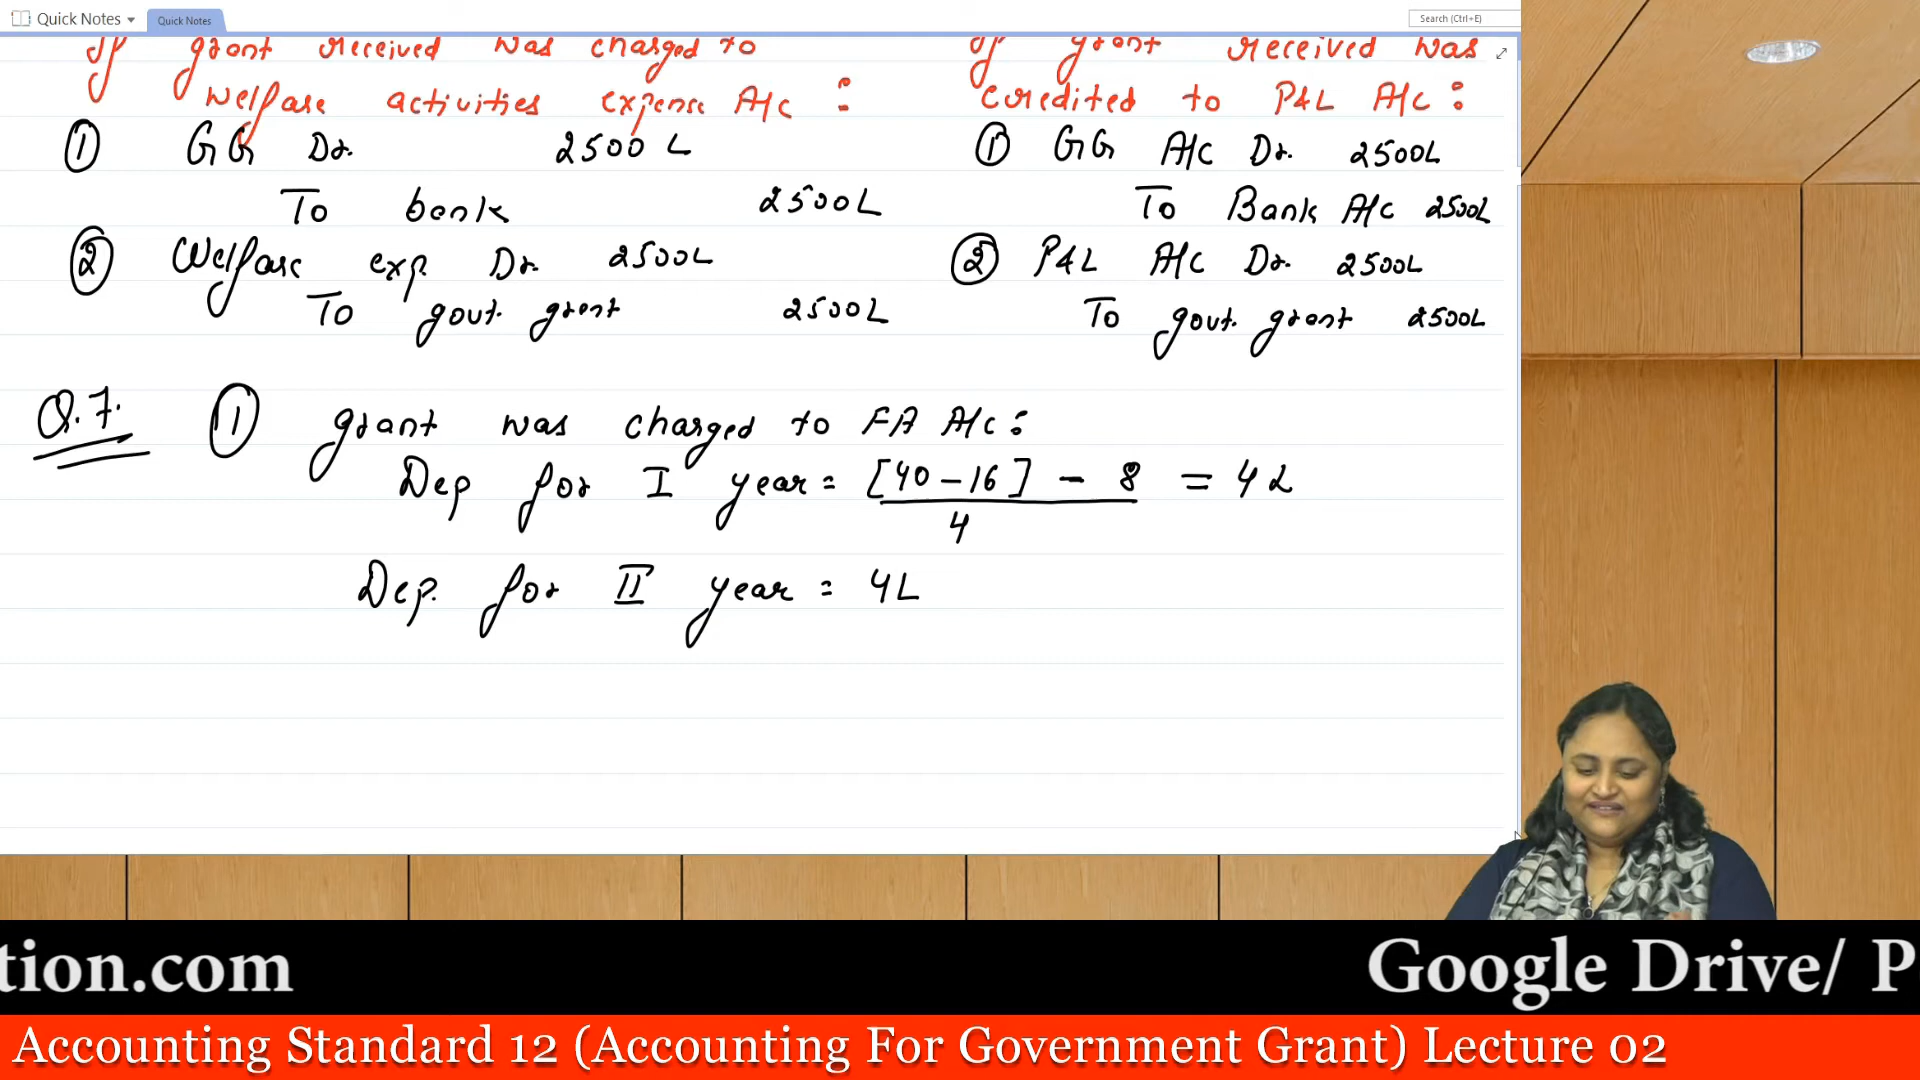 Quick Notes
Quick Notes
Search (Ctrl+E)
If grant received was charged to
welfare activities expense A/c :
① GG Dr. 2500 L
To bank 2500L
② Welfare exp. Dr. 2500L
To govt. grant 2500L
If grant received was
credited to P&L A/c :
① GG A/c Dr. 2500L
To Bank A/c 2500L
② P&L A/c Dr. 2500L
To govt. grant 2500L
Q.7. ① grant was charged to FA A/c :
Dep for I year = [40 - 16] - 8 = 4 L
4
Dep. for II year = 4L
tion.com
Google Drive/ P
Accounting Standard 12 (Accounting For Government Grant) Lecture 02